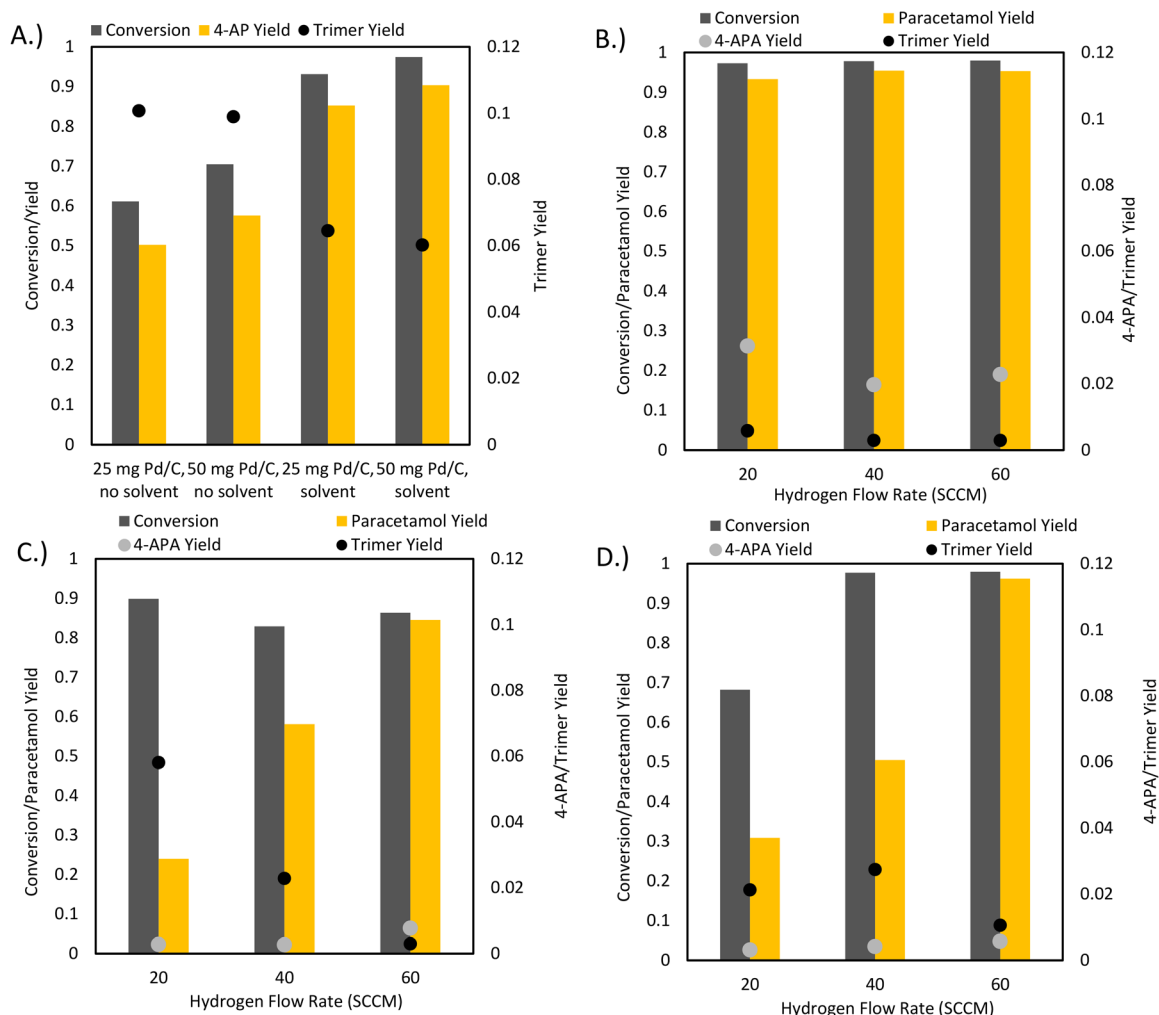 A.)
Conversion 4-AP Yield Trimer Yield
1
0.9
0.8
0.7
0.6
0.5
0.4
0.3
0.2
0.1
0
Conversion/Yield
0.12
0.1
0.08
0.06
0.04
0.02
0
Trimer Yield
25 mg Pd/C, 50 mg Pd/C, 25 mg Pd/C, 50 mg Pd/C,
no solvent no solvent solvent solvent
B.)
Conversion Paracetamol Yield
4-APA Yield Trimer Yield
1
0.9
0.8
0.7
0.6
0.5
0.4
0.3
0.2
0.1
0
Conversion/Paracetamol Yield
0.12
0.1
0.08
0.06
0.04
0.02
0
4-APA/Trimer Yield
20 40 60
Hydrogen Flow Rate (SCCM)
C.)
Conversion Paracetamol Yield
4-APA Yield Trimer Yield
1
0.9
0.8
0.7
0.6
0.5
0.4
0.3
0.2
0.1
0
Conversion/Paracetamol Yield
0.12
0.1
0.08
0.06
0.04
0.02
0
4-APA/Trimer Yield
20 40 60
Hydrogen Flow Rate (SCCM)
D.)
Conversion Paracetamol Yield
4-APA Yield Trimer Yield
1
0.9
0.8
0.7
0.6
0.5
0.4
0.3
0.2
0.1
0
Conversion/Paracetamol Yield
0.12
0.1
0.08
0.06
0.04
0.02
0
4-APA/Trimer Yield
20 40 60
Hydrogen Flow Rate (SCCM)